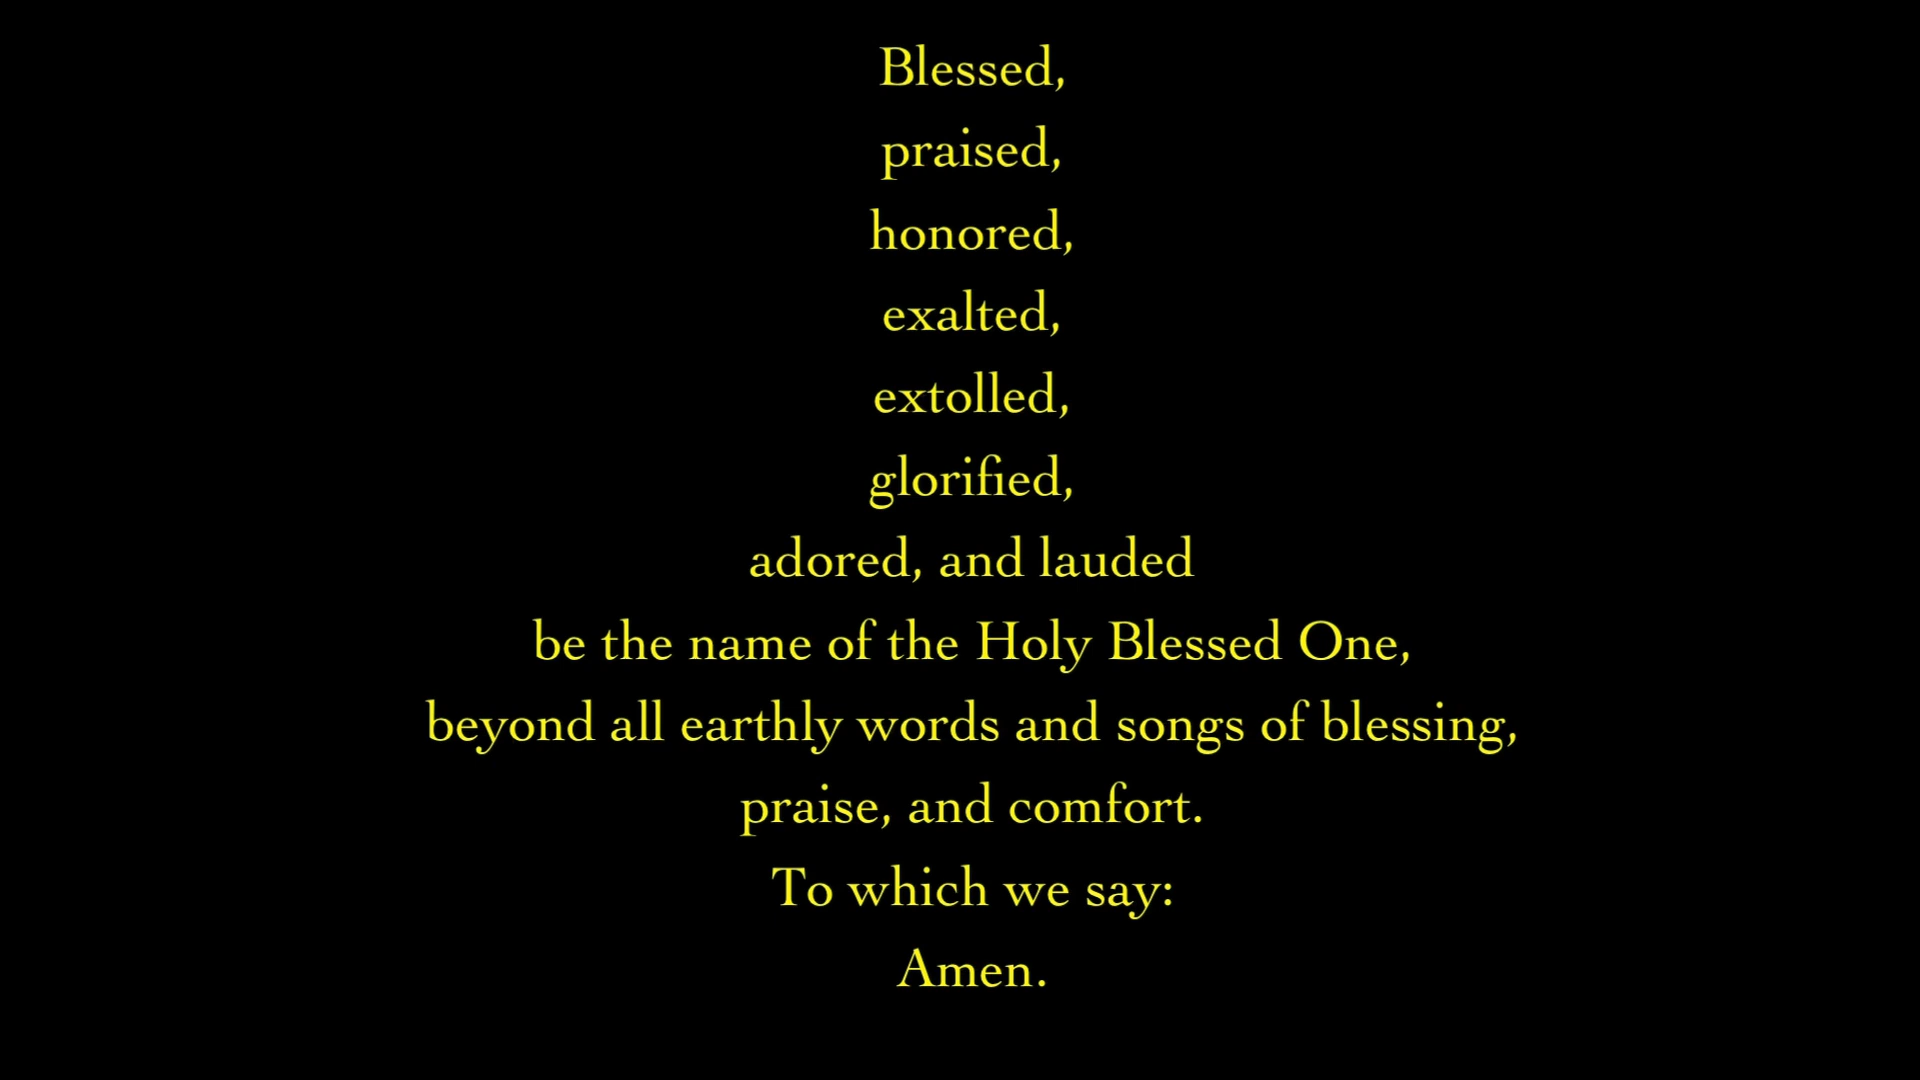 Blessed,
praised,
honored,
exalted,
extolled,
glorified,
adored, and lauded
be the name of the Holy Blessed One,
beyond all earthly words and songs of blessing,
praise, and comfort.
To which we say:
Amen.